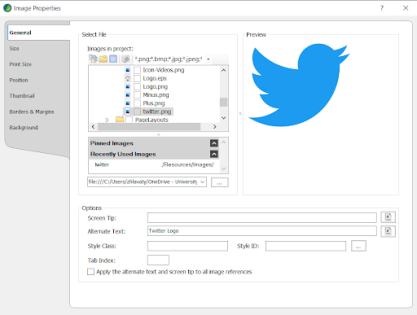 Image Properties
General
Size
Print Size
Position
Thumbnail
Borders & Margins
Background
Select File
Images in project:
*.png;*.bmp;*.jpg;*.jpeg;*
Icon-Videos.png
Logo.eps
Logo.png
Minus.png
Plus.png
twitter.png
PageLayouts
Pinned Images
Recently Used Images
twitter /Resources/Images/
OneDrive - Universit
...
Preview
Options
Screen Tip:
Alternate Text: Twitter Logo
Style Class: Style ID: ...
Tab Index:
Apply the alternate text and screen tip to all image references